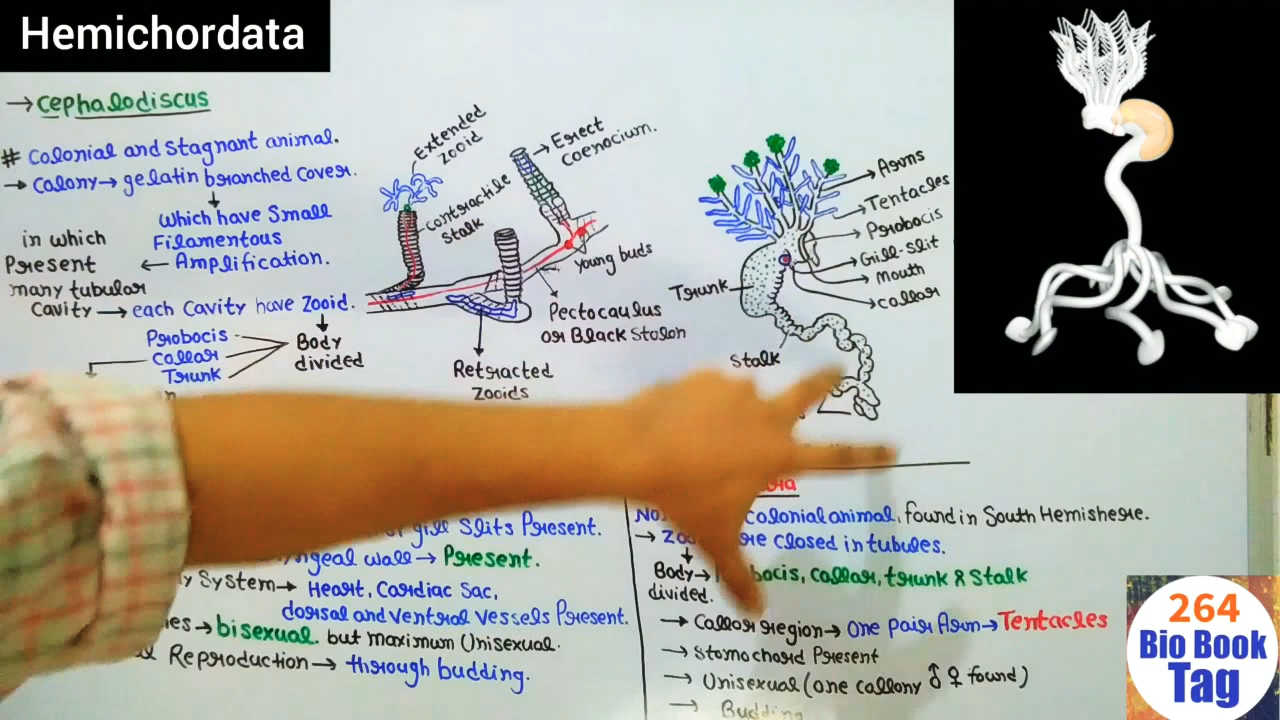 Hemichordata
→ Cephalodiscus
# Colonial and Stagnant animal.
→ Colony → gelatin branched Cover.
Which have Small
Filamentous
← Amplification.
in which
Present
many tubular
Cavity → each Cavity have Zooid.
Probocis
Collar
Trunk
Body
divided
Extended
Zooid
Contractile
Stalk
→ Erect
Coenocium.
Young buds
Pectocaulus
or Black Stolon
Retracted
Zooids
Arms
Tentacles
Probocis
Gill-Slit
Mouth
Collar
Trunk
Stalk
gill Slits Present.
wall → Present.
System → Heart, Cardiac Sac,
dorsal and Ventral Vessels Present.
→ bisexual. but maximum Unisexual.
Reproduction → through budding.
Colonial animal, found in South Hemishere.
→ closed in tubules.
Body → collar, trunk & Stalk
divided.
→ Collar region → One pair Arm → Tentacles
→ Stomochord Present
→ Unisexual (one collony ♂ ♀ found)
→ Budding
264
Bio Book
Tag